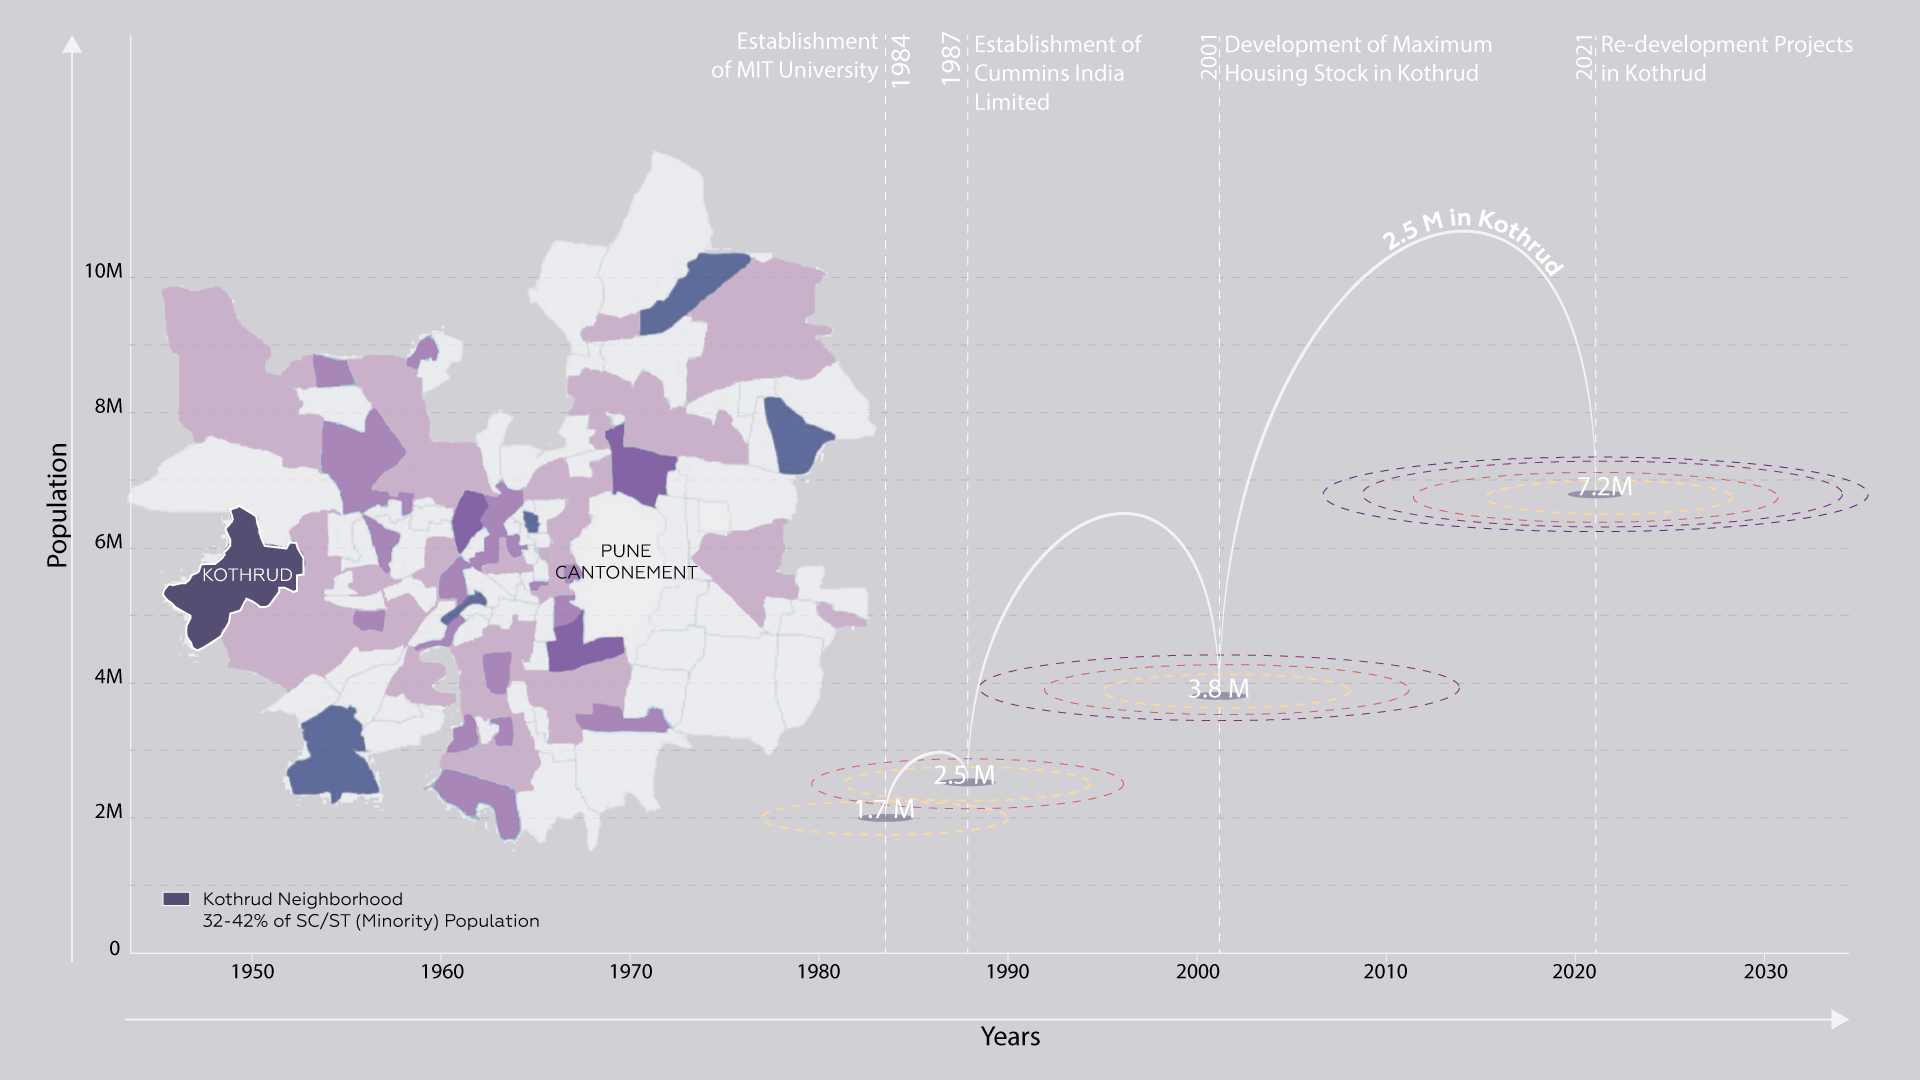 Establishment
of MIT University
1984
1987
Establishment of
Cummins India
Limited
2001
Development of Maximum
Housing Stock in Kothrud
2021
Re-development Projects
in Kothrud
2.5 M in Kothrud
10M
8M
6M
4M
2M
0
Population
KOTHRUD
PUNE
CANTONEMENT
7.2M
3.8 M
2.5 M
1.7 M
Kothrud Neighborhood
32-42% of SC/ST (Minority) Population
1950
1960
1970
1980
1990
2000
2010
2020
2030
Years